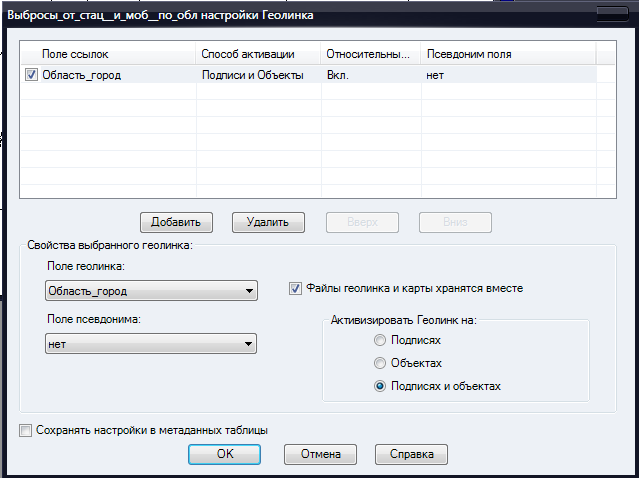 Выбросы_от_стац__и_моб__по_обл настройки Геолинка
Поле ссылок Способ активации Относительны... Псевдоним поля
Область_город Подписи и Объекты Вкл. нет
Добавить Удалить Вверх Вниз
Свойства выбранного геолинка:
Поле геолинка:
Область_город
Файлы геолинка и карты хранятся вместе
Поле псевдонима:
нет
Активизировать Геолинк на:
Подписях
Объектах
Подписях и объектах
Сохранять настройки в метаданных таблицы
OK Отмена Справка